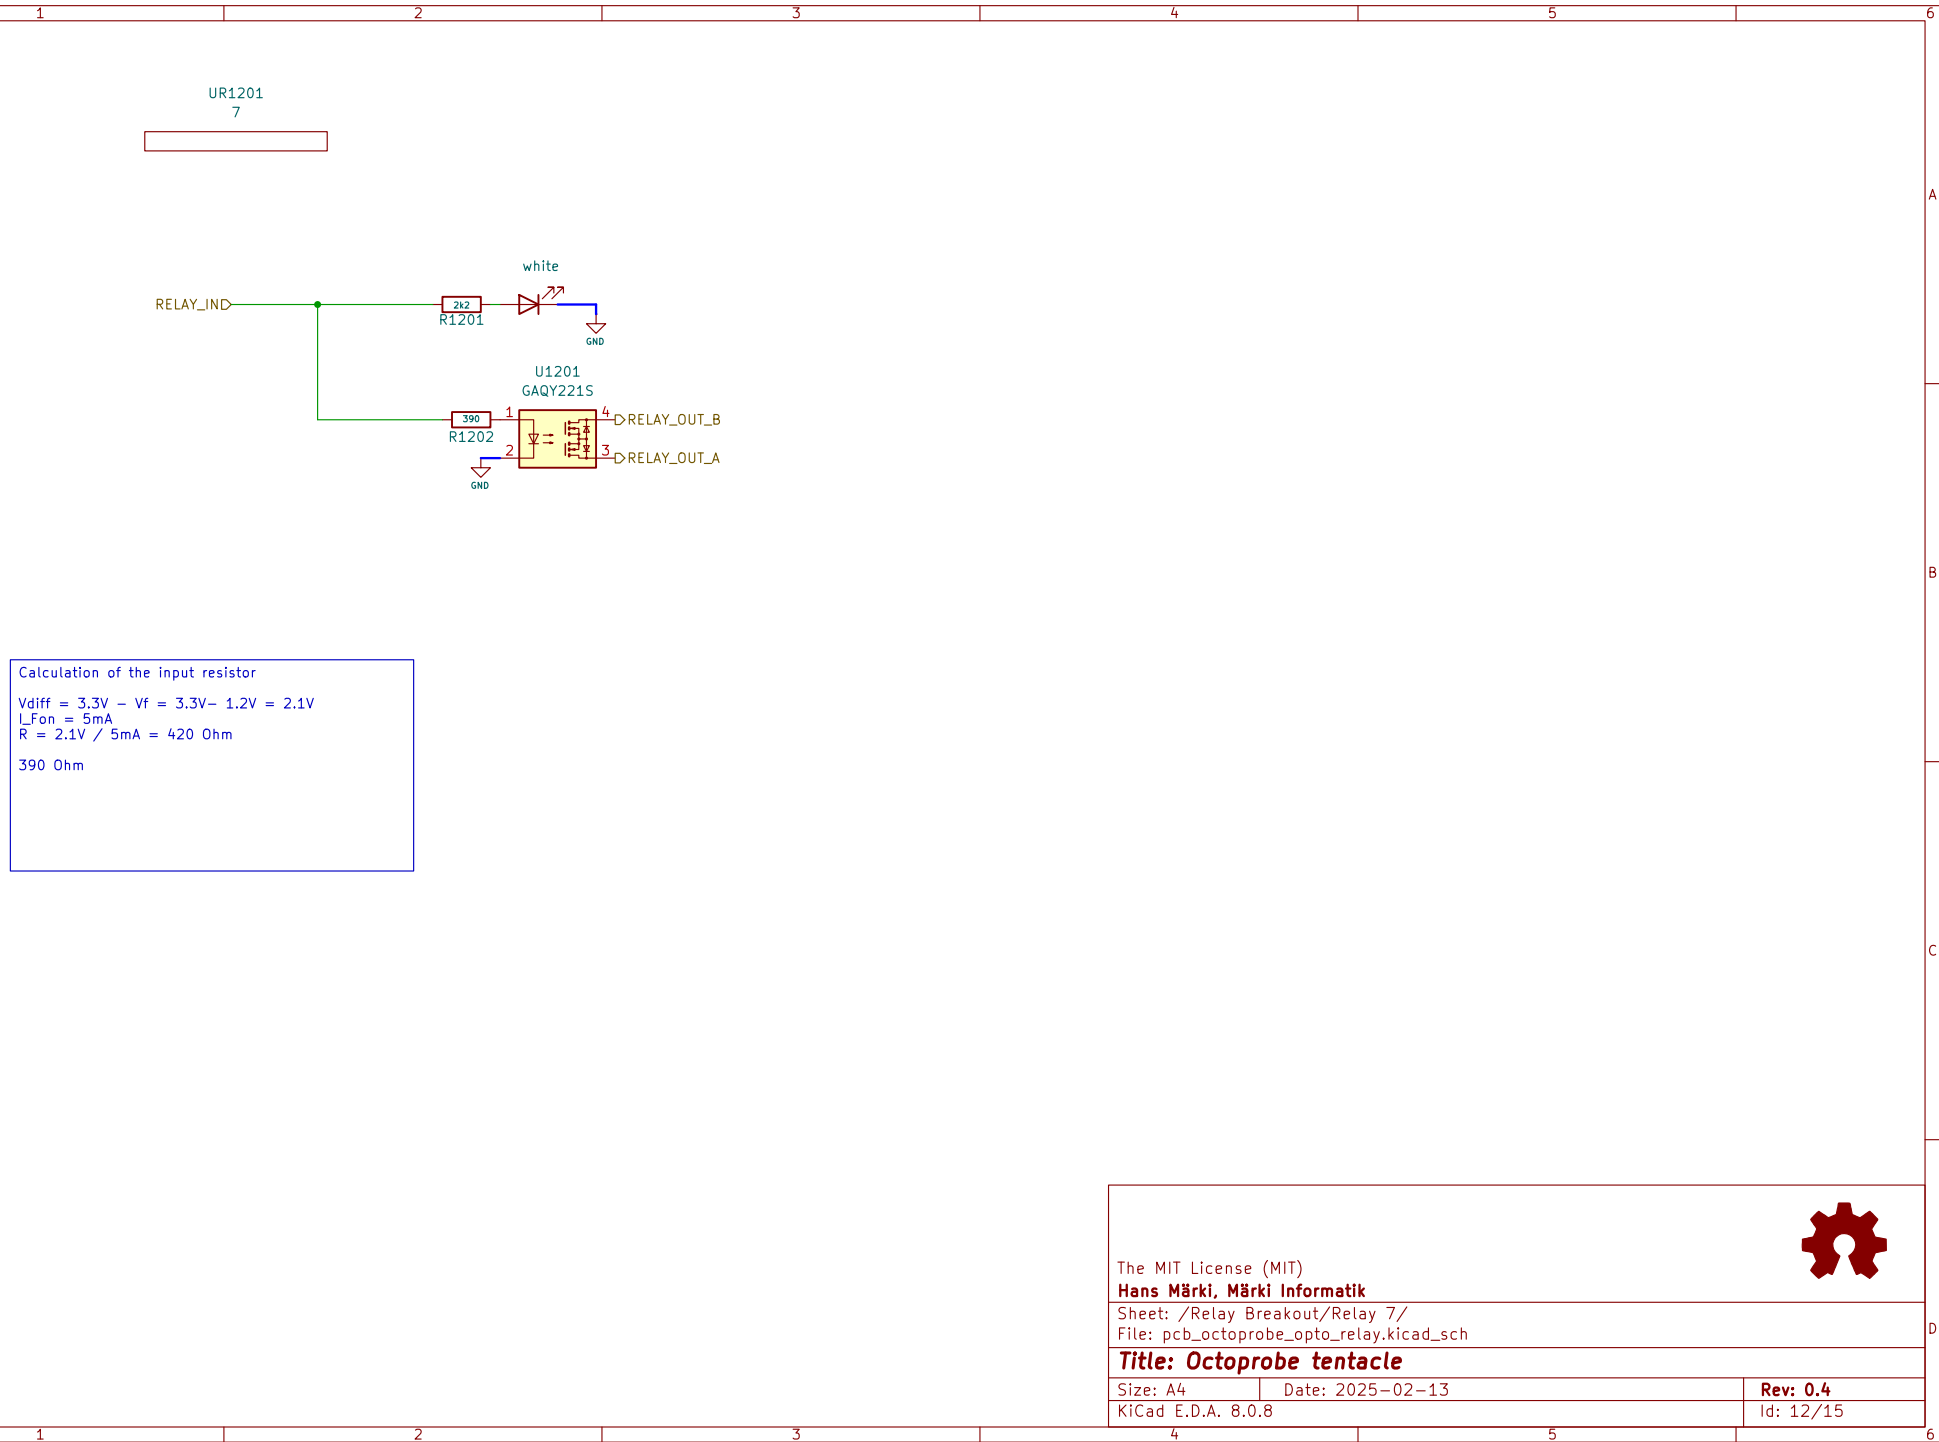 1 2 3 4 5 6
UR1201
7
A
white
RELAY_IN
2k2
R1201
GND
U1201
GAQY221S
390
R1202
1
4
RELAY_OUT_B
2
3
RELAY_OUT_A
GND
B
Calculation of the input resistor
Vdiff = 3.3V - Vf = 3.3V- 1.2V = 2.1V
I_Fon = 5mA
R = 2.1V / 5mA = 420 Ohm
390 Ohm
C
The MIT License (MIT)
Hans Märki, Märki Informatik
Sheet: /Relay Breakout/Relay 7/
File: pcb_octoprobe_opto_relay.kicad_sch
D
Title: Octoprobe tentacle
Size: A4
Date: 2025-02-13
Rev: 0.4
KiCad E.D.A. 8.0.8
Id: 12/15
1 2 3 4 5 6